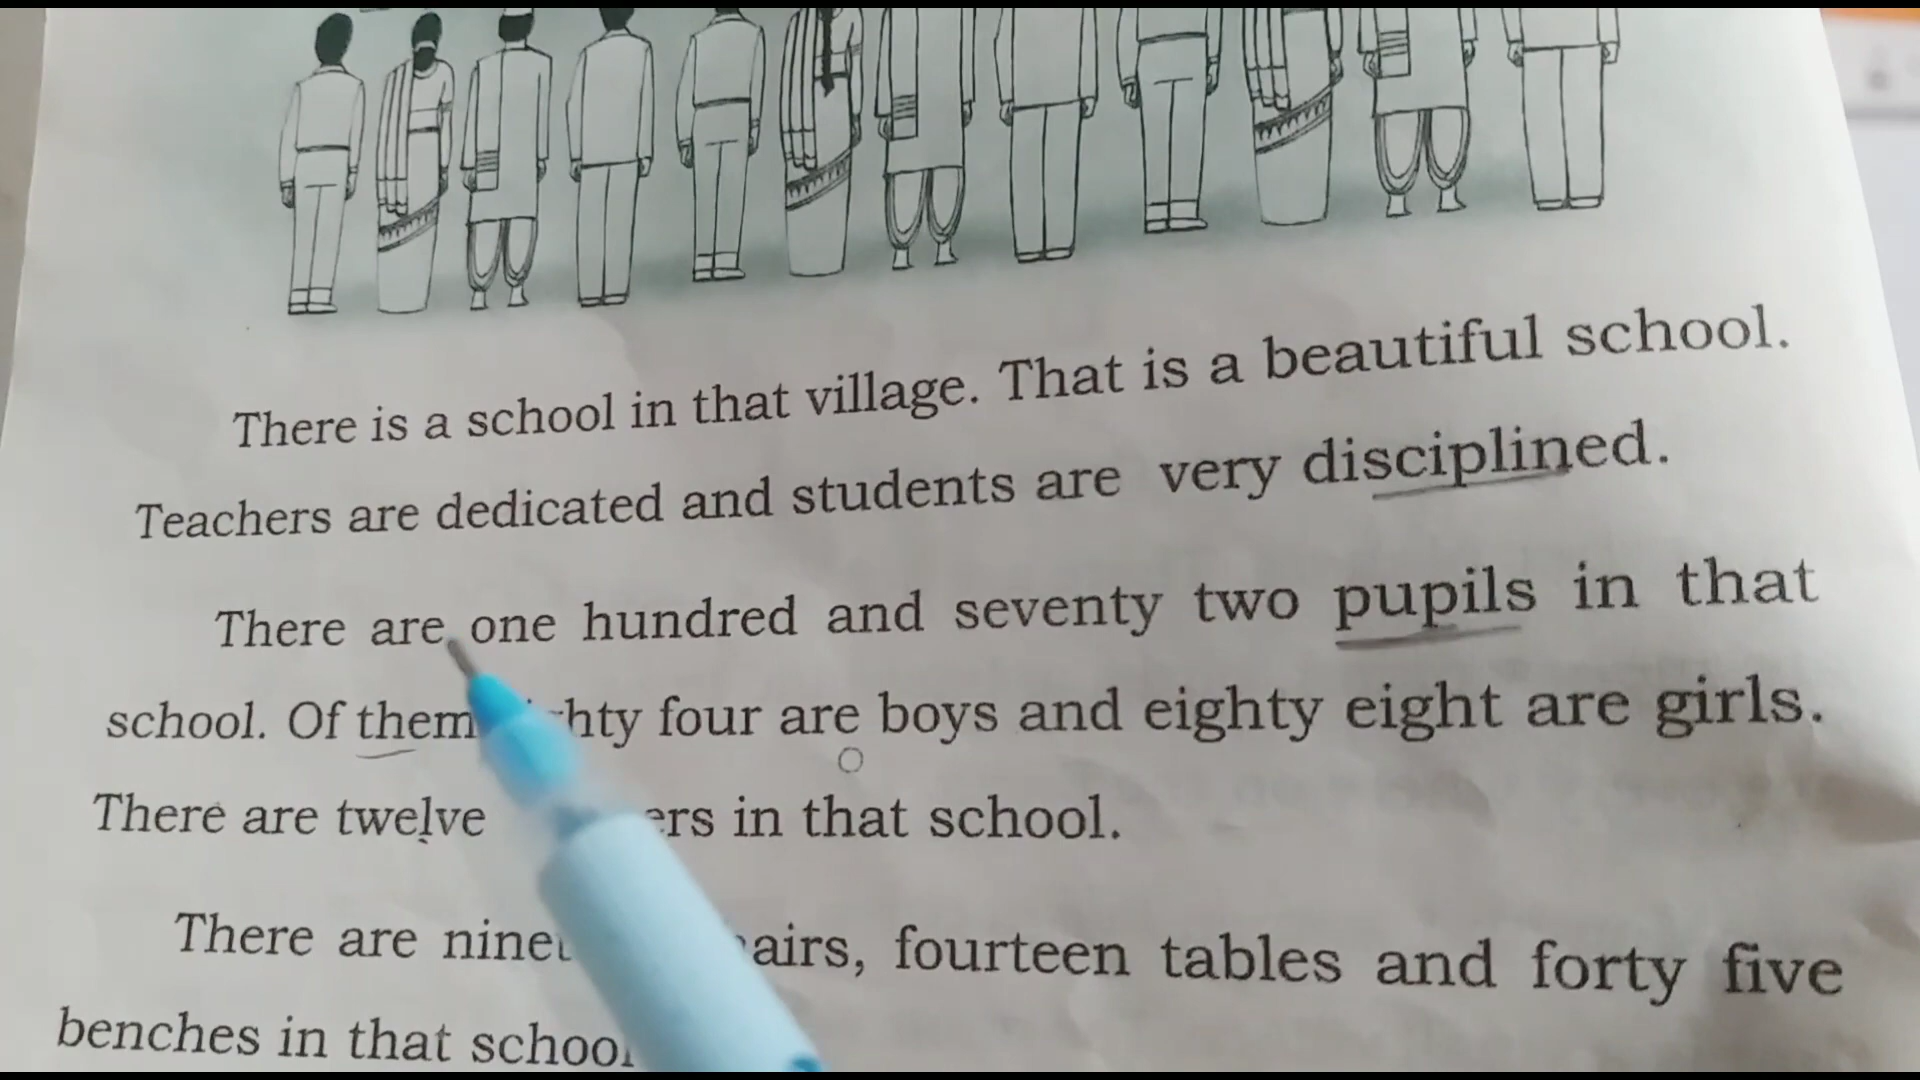 There is a school in that village. That is a beautiful school.
Teachers are dedicated and students are very disciplined.
There are one hundred and seventy two pupils in that
school. Of them four are boys and eighty eight are girls.
There are twelve in that school.
There are fourteen tables and forty five
benches in that school